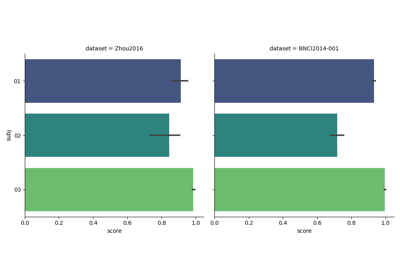 dataset = Zhou2016
dataset = BNCI2014-001
subj
01
02
03
0.0 0.2 0.4 0.6 0.8 1.0
0.0 0.2 0.4 0.6 0.8 1.0
score
score